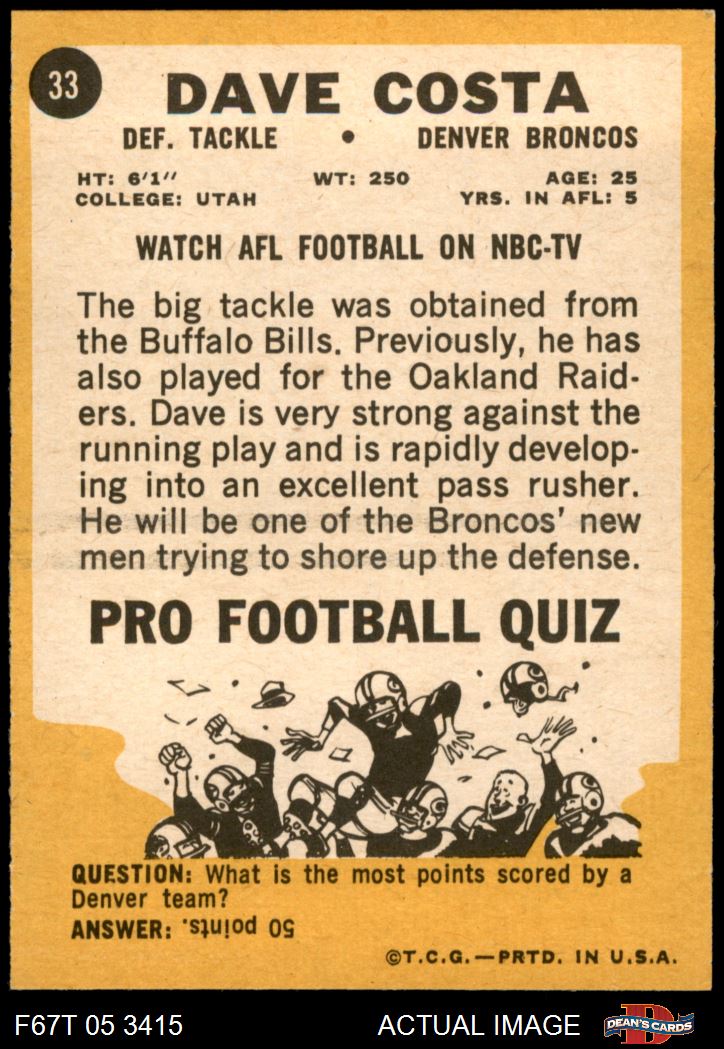 33
DAVE COSTA
DEF. TACKLE • DENVER BRONCOS
HT: 6'1" WT: 250 AGE: 25
COLLEGE: UTAH YRS. IN AFL: 5
WATCH AFL FOOTBALL ON NBC-TV
The big tackle was obtained from
the Buffalo Bills. Previously, he has
also played for the Oakland Raid-
ers. Dave is very strong against the
running play and is rapidly develop-
ing into an excellent pass rusher.
He will be one of the Broncos' new
men trying to shore up the defense.
PRO FOOTBALL QUIZ
QUESTION: What is the most points scored by a
Denver team?
ANSWER: 50 points.
©T.C.G.—PRTD. IN U.S.A.
F67T 05 3415 ACTUAL IMAGE D DEAN'S CARDS